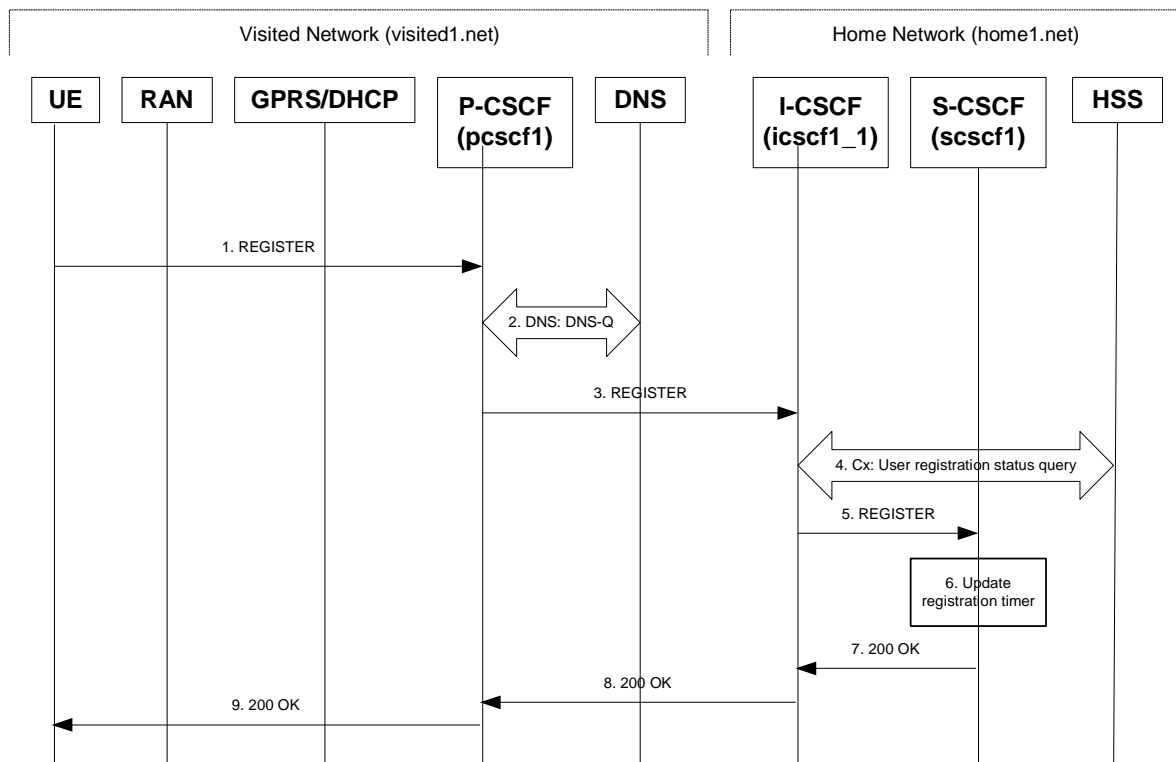 Visited Network (visited1.net)
Home Network (home1.net)
UE
RAN
GPRS/DHCP
P-CSCF
(pcscf1)
DNS
I-CSCF
(icscf1_1)
S-CSCF
(scscf1)
HSS
1. REGISTER
2. DNS: DNS-Q
3. REGISTER
4. Cx: User registration status query
5. REGISTER
6. Update
registration timer
7. 200 OK
8. 200 OK
9. 200 OK